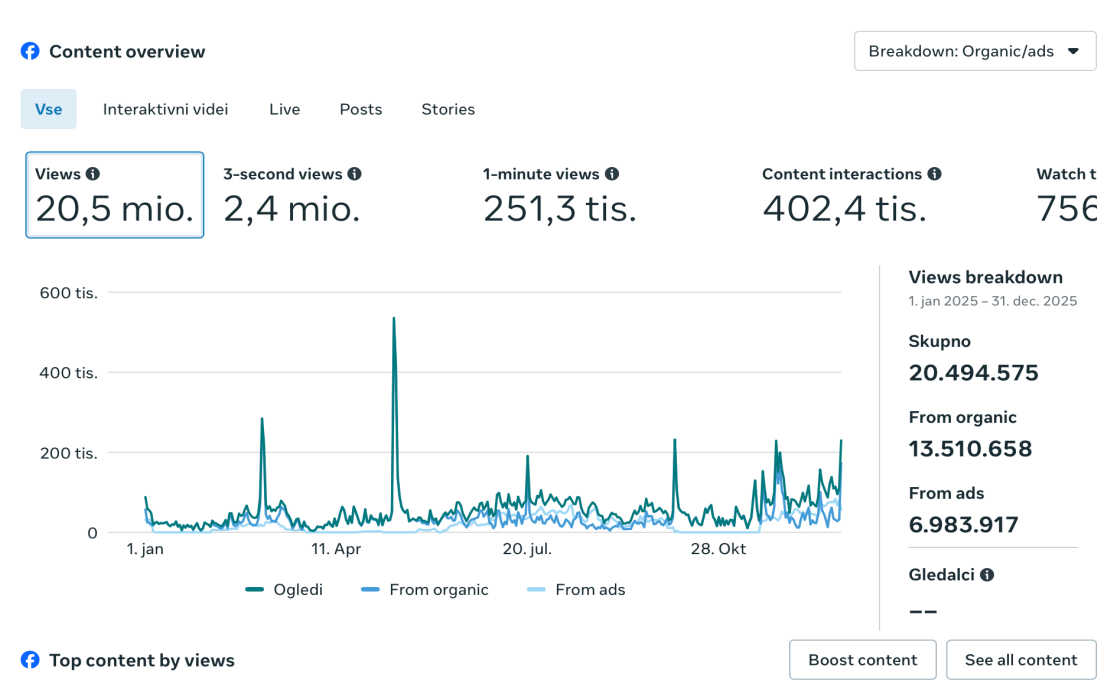 Content overview
Breakdown: Organic/ads
Vse Interaktivni videi Live Posts Stories
Views 3-second views 1-minute views Content interactions Watch t
20,5 mio. 2,4 mio. 251,3 tis. 402,4 tis. 756
600 tis.
400 tis.
200 tis.
0
1. jan 11. Apr 20. jul. 28. Okt
Ogledi From organic From ads
Views breakdown
1. jan 2025 – 31. dec. 2025
Skupno
20.494.575
From organic
13.510.658
From ads
6.983.917
Gledalci
--
Top content by views
Boost content See all content